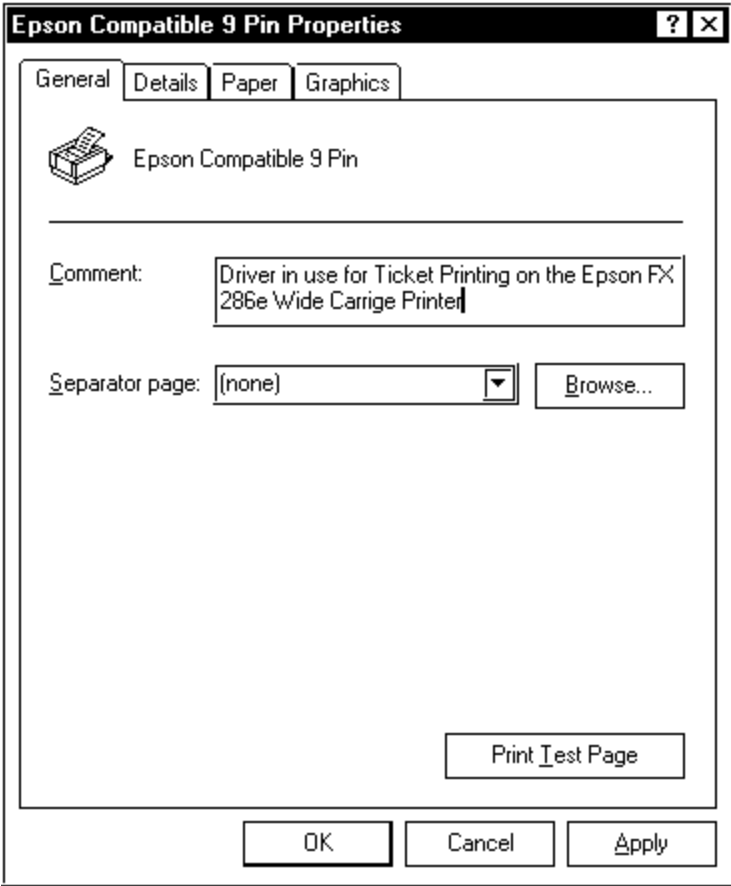 Epson Compatible 9 Pin Properties ? ×
General Details Paper Graphics
Epson Compatible 9 Pin
Comment: Driver in use for Ticket Printing on the Epson FX
286e Wide Carrige Printer
Separator page: (none) Browse...
Print Test Page
OK Cancel Apply